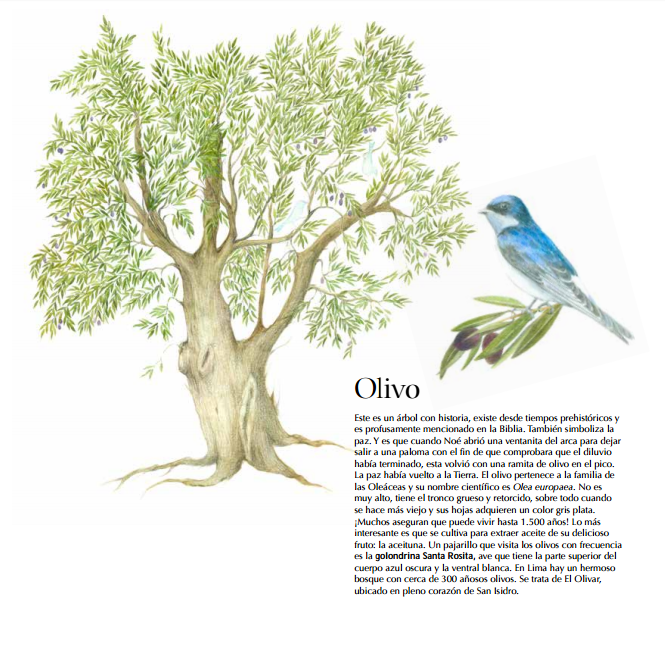 Olivo
Este es un árbol con historia, existe desde tiempos prehistóricos y
es profusamente mencionado en la Biblia. También simboliza la
paz. Y es que cuando Noé abrió una ventanita del arca para dejar
salir a una paloma con el fin de que comprobara que el diluvio
había terminado, esta volvió con una ramita de olivo en el pico.
La paz había vuelto a la Tierra. El olivo pertenece a la familia de
las Oleáceas y su nombre científico es Olea europaea. No es
muy alto, tiene el tronco grueso y retorcido, sobre todo cuando
se hace más viejo y sus hojas adquieren un color gris plata.
¡Muchos aseguran que puede vivir hasta 1.500 años! Lo más
interesante es que se cultiva para extraer aceite de su delicioso
fruto: la aceituna. Un pajarillo que visita los olivos con frecuencia
es la golondrina Santa Rosita, ave que tiene la parte superior del
cuerpo azul oscura y la ventral blanca. En Lima hay un hermoso
bosque con cerca de 300 añosos olivos. Se trata de El Olivar,
ubicado en pleno corazón de San Isidro.